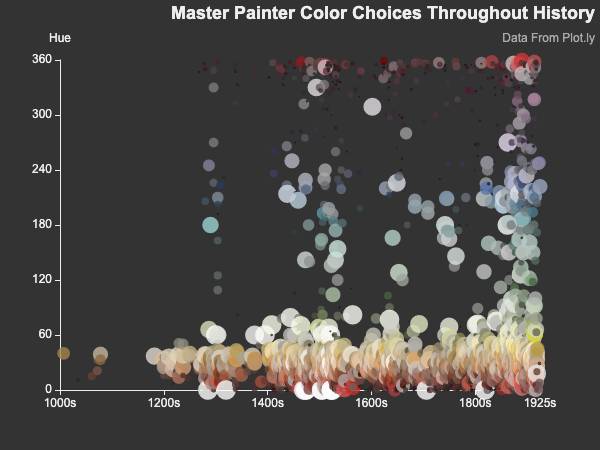 Master Painter Color Choices Throughout History
Hue
Data From Plot.ly
360
300
240
180
120
60
0
1000s 1200s 1400s 1600s 1800s 1925s